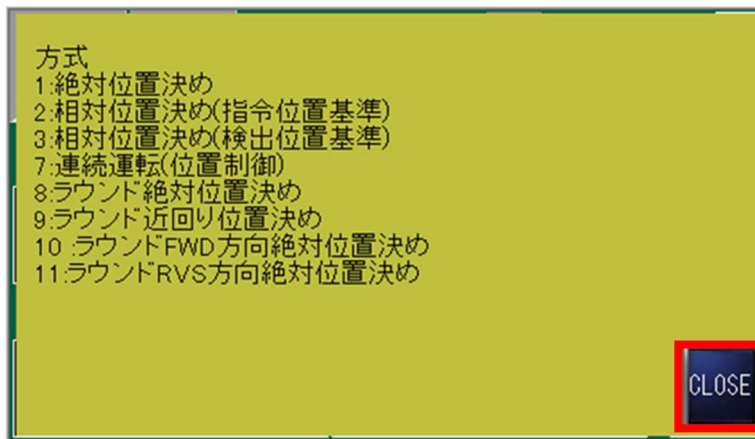 方式
1:絶対位置決め
2:相対位置決め(指令位置基準)
3:相対位置決め(検出位置基準)
7:連続運転(位置制御)
8:ラウンド絶対位置決め
9:ラウンド近回り位置決め
10 :ラウンドFWD方向絶対位置決め
11:ラウンドRVS方向絶対位置決め
CLOSE